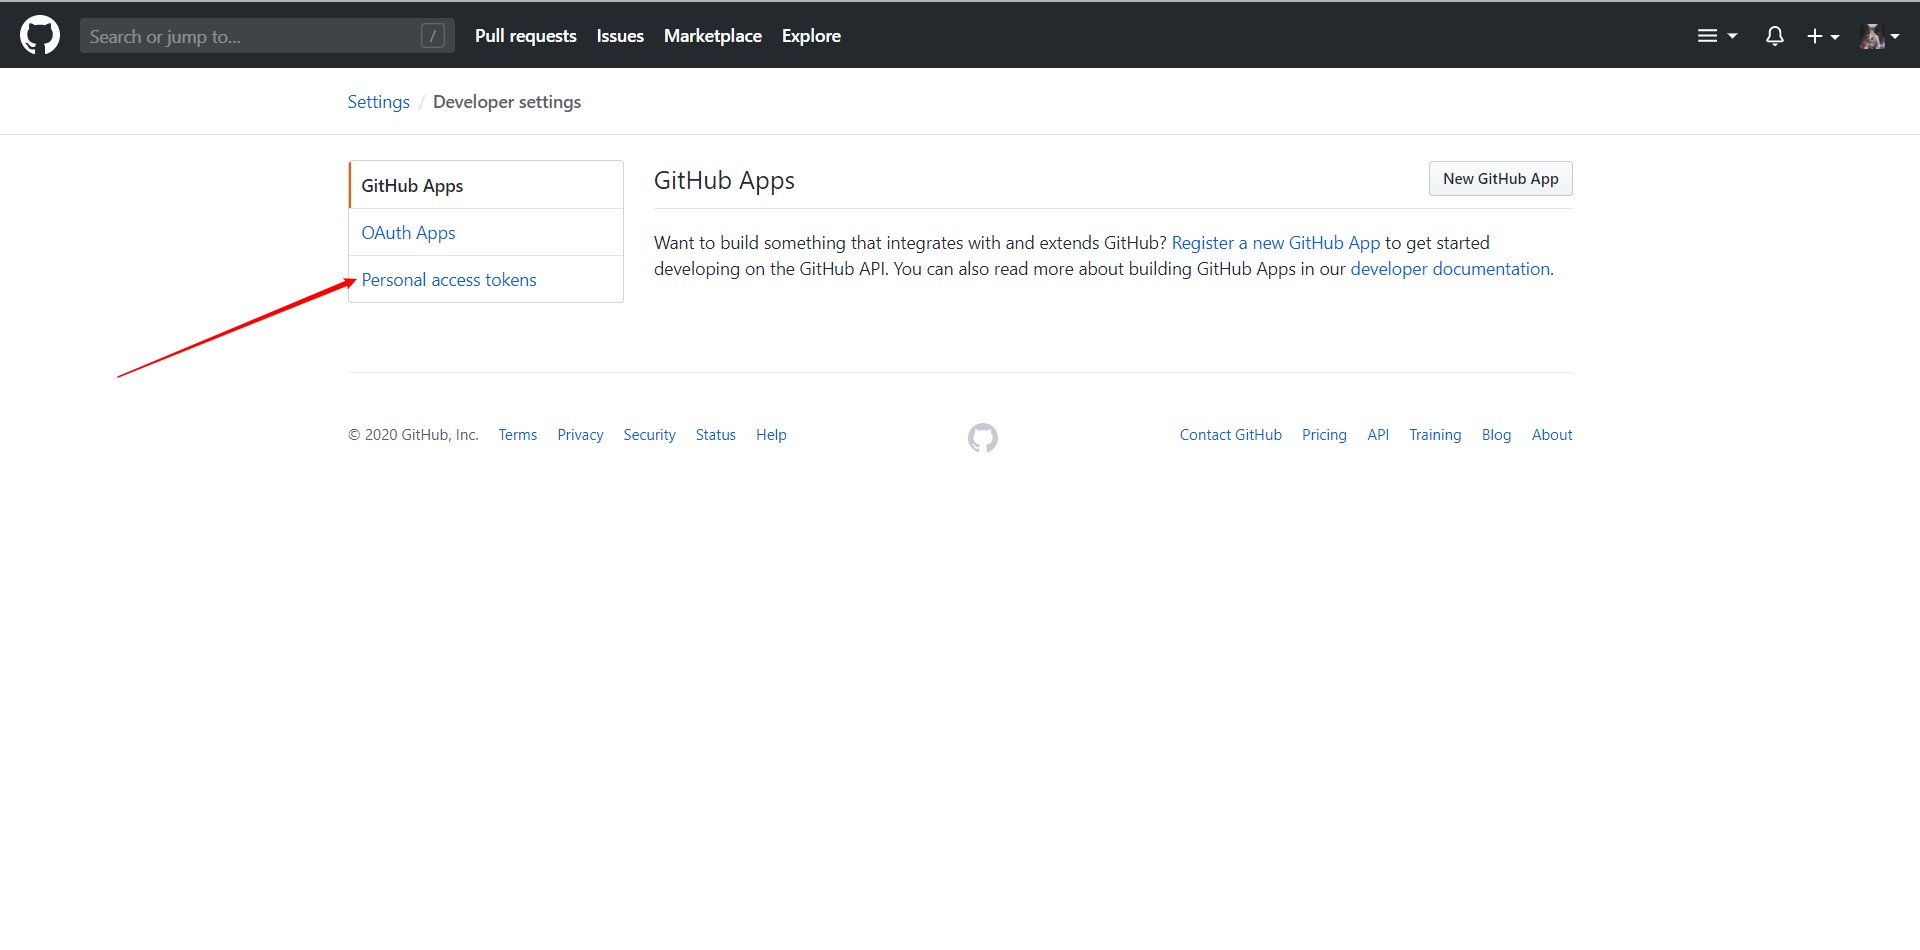 Search or jump to... / Pull requests Issues Marketplace Explore
Settings / Developer settings
GitHub Apps
OAuth Apps
Personal access tokens
GitHub Apps
New GitHub App
Want to build something that integrates with and extends GitHub? Register a new GitHub App to get started
developing on the GitHub API. You can also read more about building GitHub Apps in our developer documentation.
© 2020 GitHub, Inc. Terms Privacy Security Status Help
Contact GitHub Pricing API Training Blog About